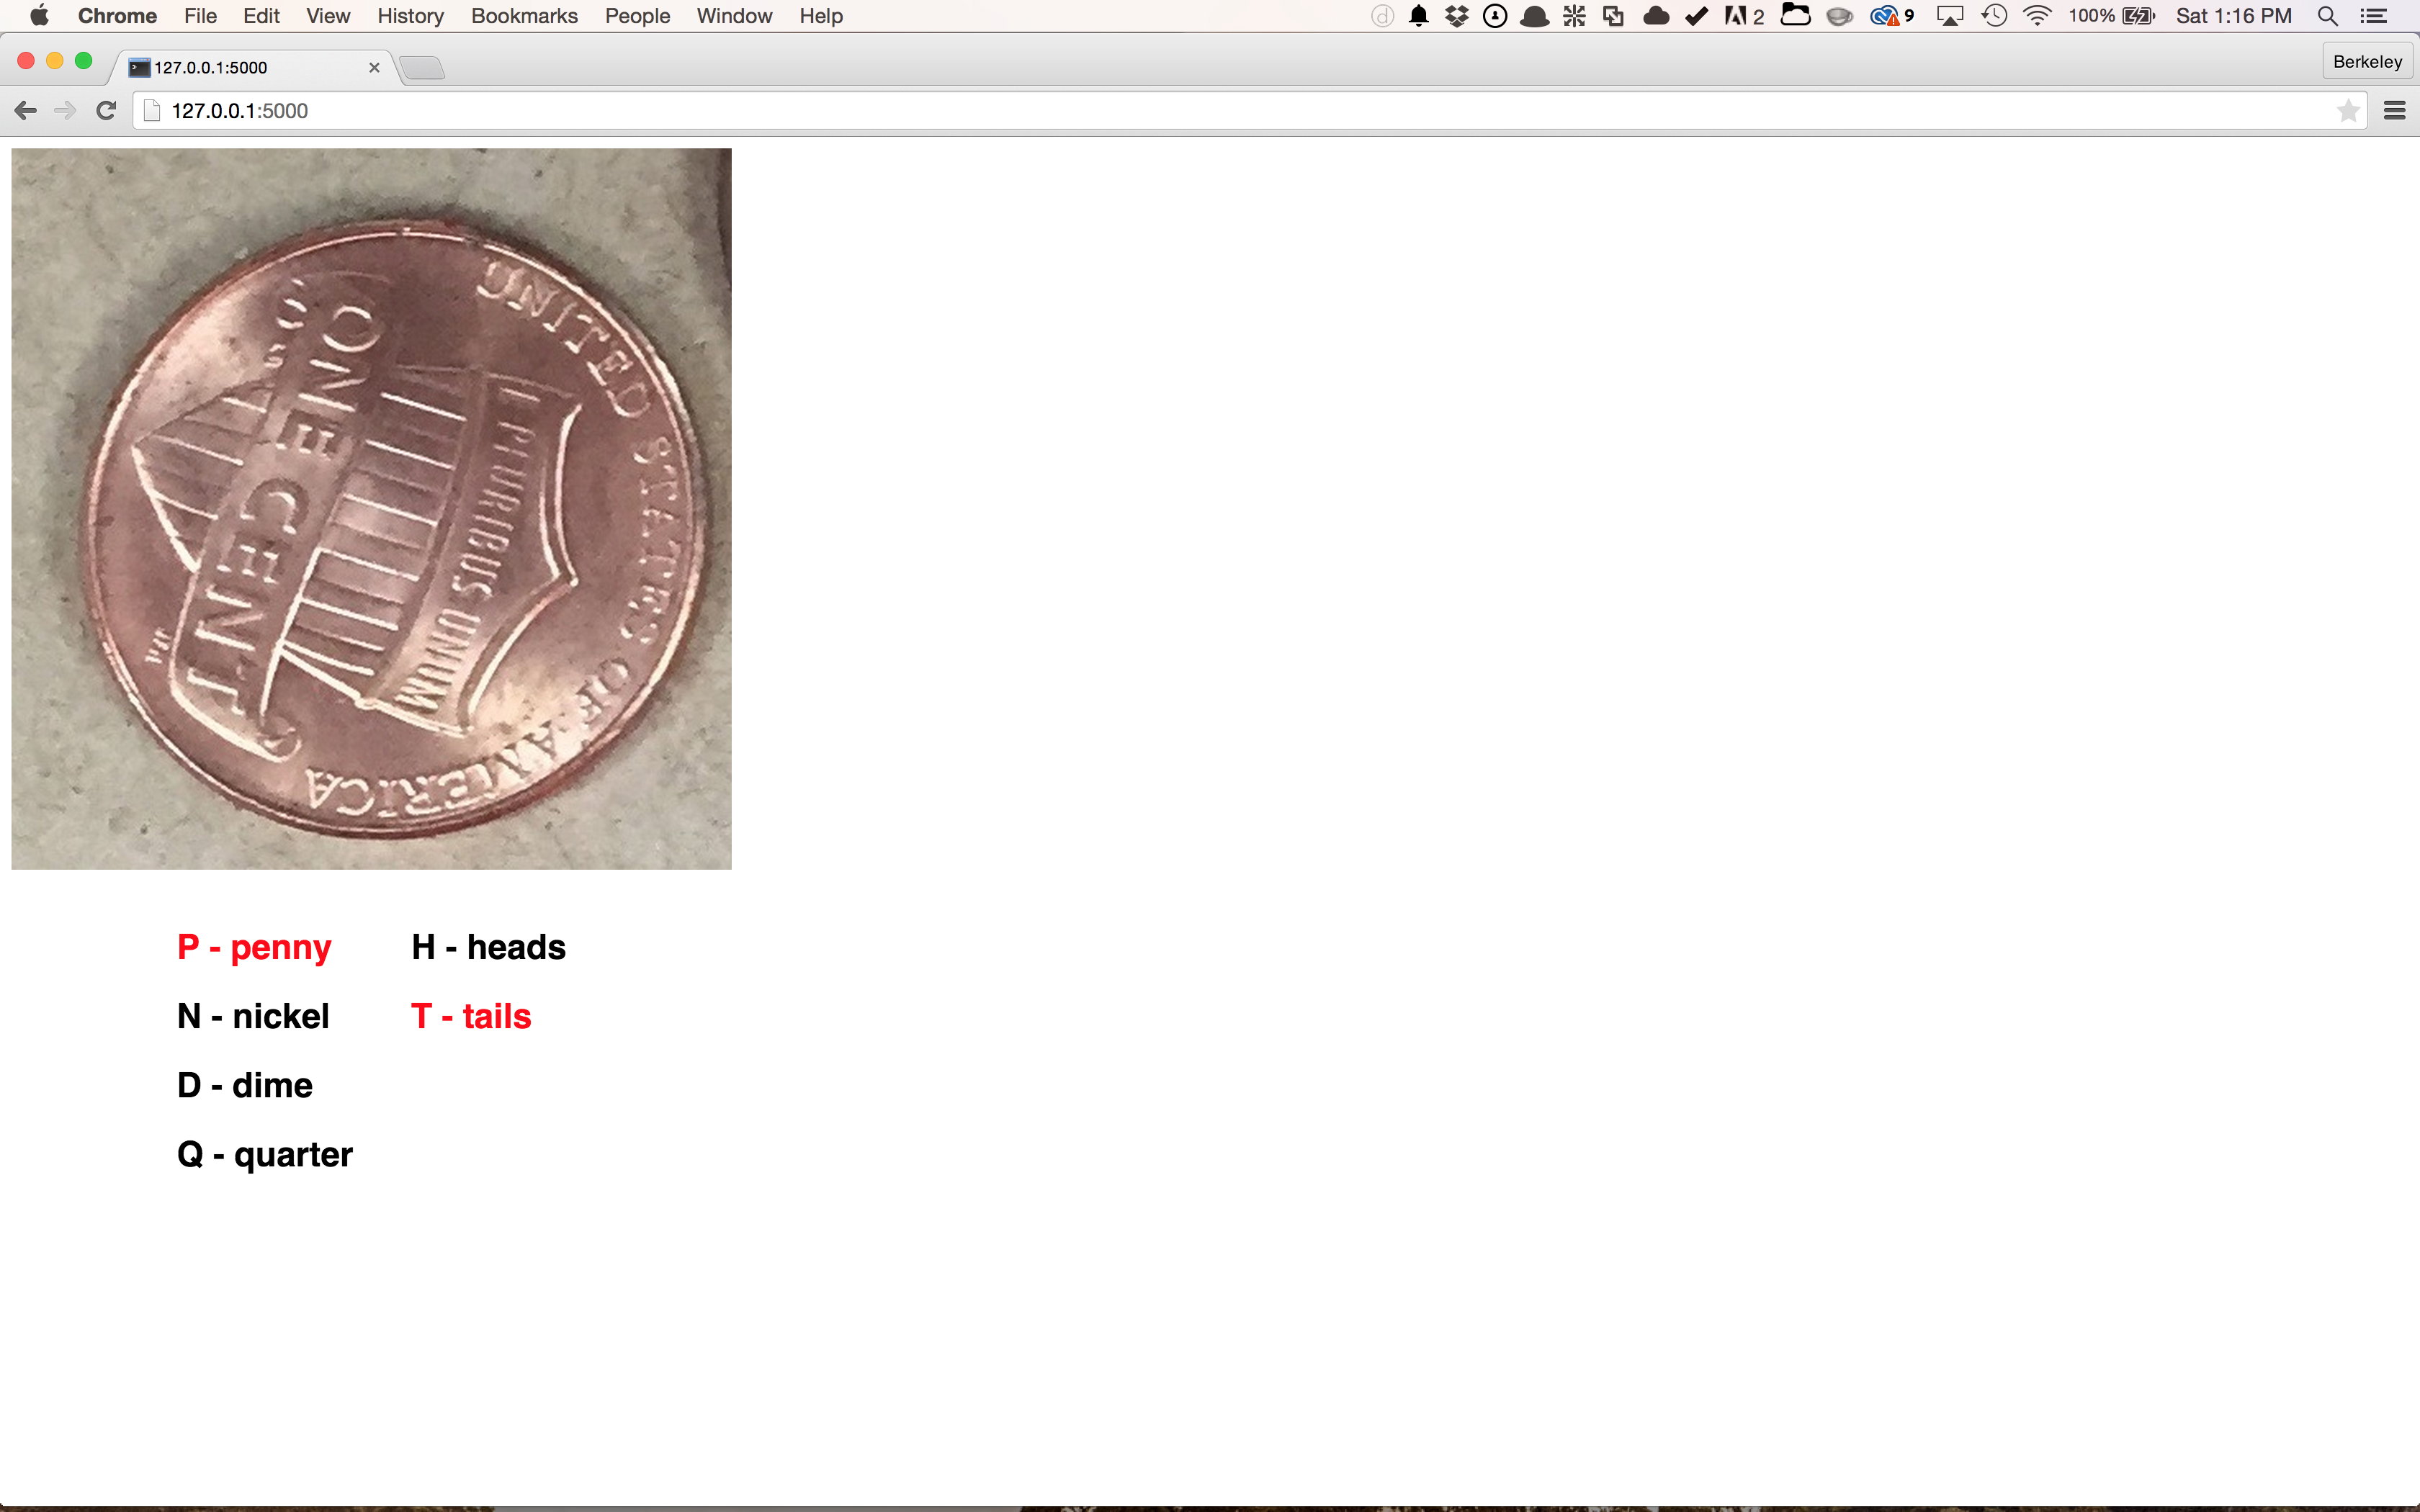 Chrome File Edit View History Bookmarks People Window Help 2 9 100% Sat 1:16 PM
127.0.0.1:5000 Berkeley
127.0.0.1:5000
UNITED STATES OF AMERICA
E PLURIBUS UNUM
ONE CENT
P - penny H - heads
N - nickel T - tails
D - dime
Q - quarter